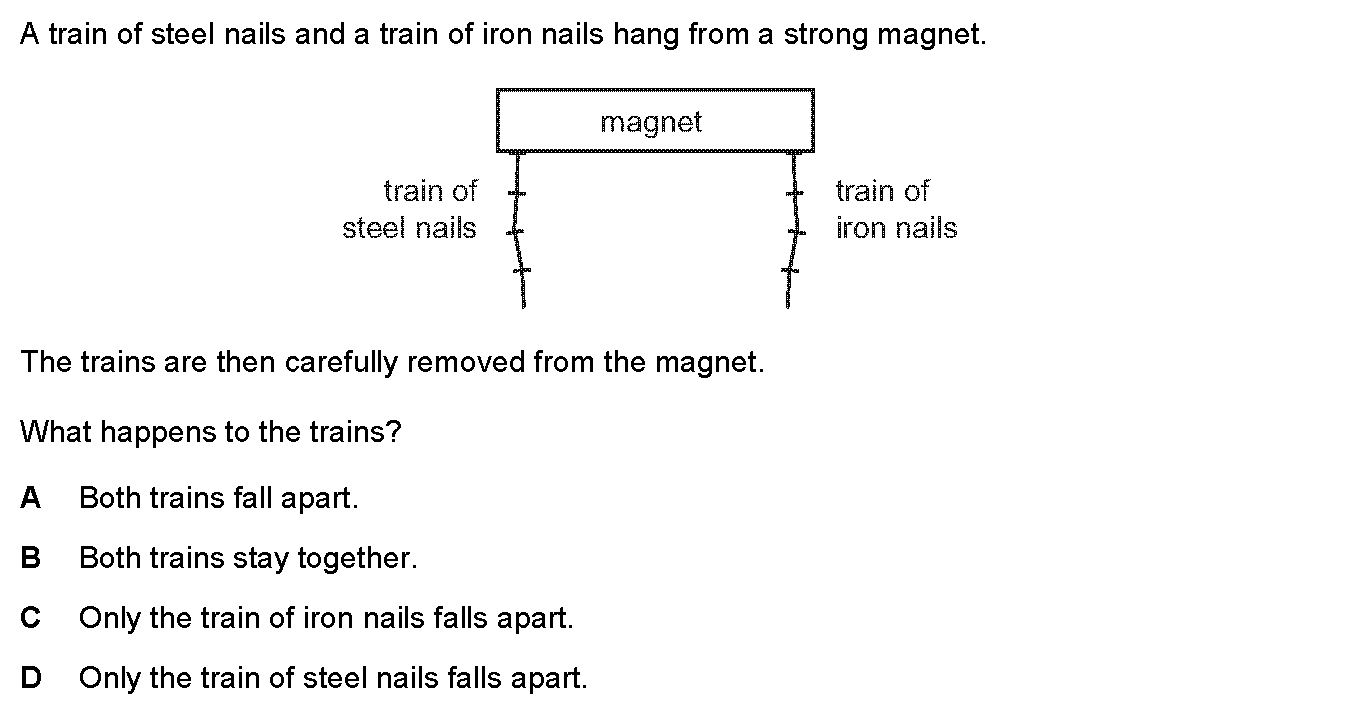 A train of steel nails and a train of iron nails hang from a strong magnet.
magnet
train of
steel nails
train of
iron nails
The trains are then carefully removed from the magnet.
What happens to the trains?
A Both trains fall apart.
B Both trains stay together.
C Only the train of iron nails falls apart.
D Only the train of steel nails falls apart.